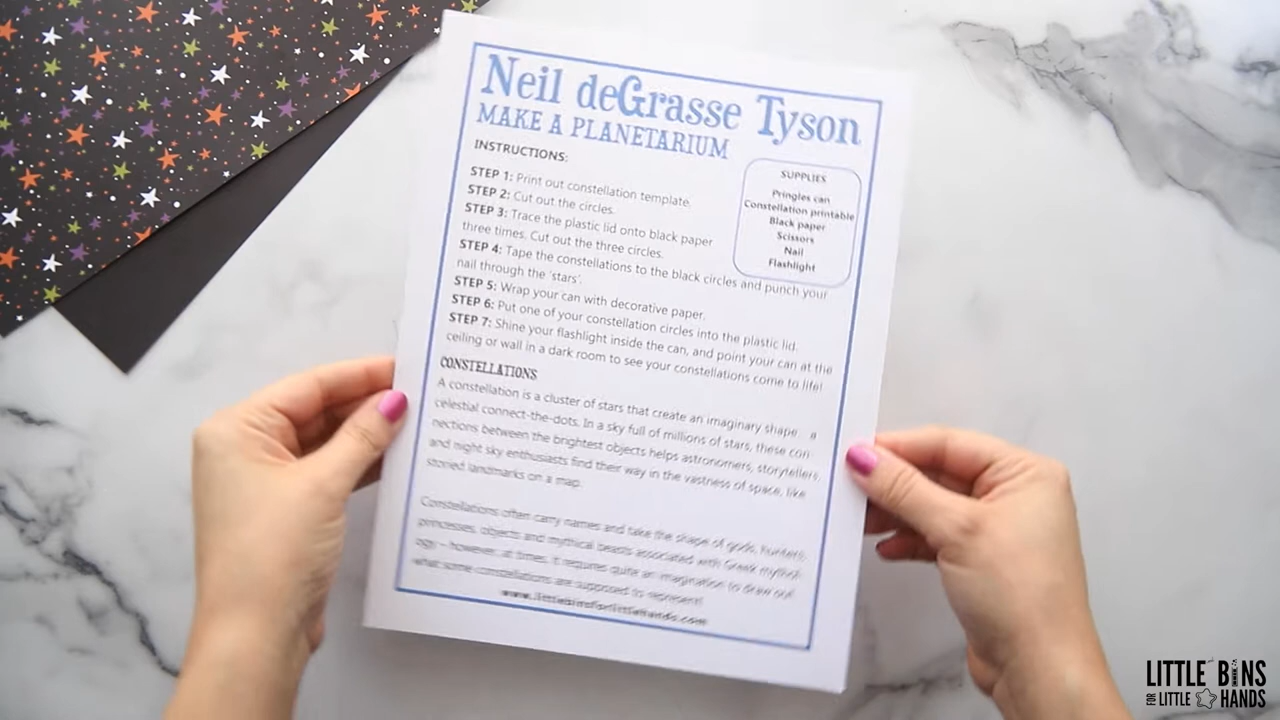 Neil deGrasse Tyson
MAKE A PLANETARIUM
INSTRUCTIONS:
STEP 1: Print out constellation template.
STEP 2: Cut out the circles.
STEP 3: Trace the plastic lid onto black paper
three times. Cut out the three circles.
STEP 4: Tape the constellations to the black circles and punch your
nail through the 'stars'.
STEP 5: Wrap your can with decorative paper.
STEP 6: Put one of your constellation circles into the plastic lid.
STEP 7: Shine your flashlight inside the can, and point your can at the
ceiling or wall in a dark room to see your constellations come to life!
SUPPLIES
Pringles can
Constellation printable
Black paper
Scissors
Nail
Flashlight
CONSTELLATIONS
A constellation is a cluster of stars that create an imaginary shape... a
celestial connect-the-dots. In a sky full of millions of stars, these con
nections between the brightest objects helps astronomers, storytellers,
and night sky enthusiasts find their way in the vastness of space, like
storied landmarks on a map.
Constellations often carry names and take the shape of gods, hunters,
princesses, objects and mythical beasts associated with Greek mythol-
ogy - however, at times, it requires quite an imagination to draw out
what some constellations are supposed to represent!
www.littlebinsforlittlehands.com
LITTLE BINS
FOR LITTLE HANDS